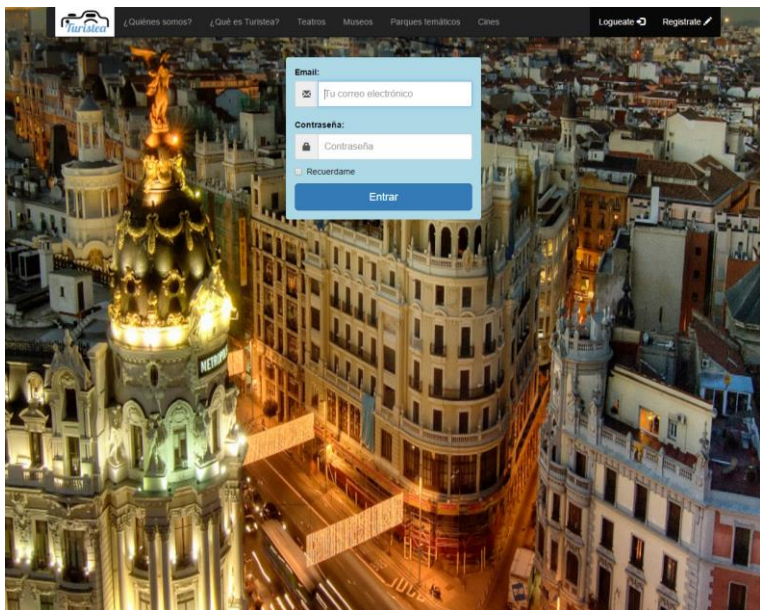 Turistea
¿Quiénes somos? ¿Qué es Turistea? Teatros Museos Parques temáticos Cines Logueate Registrate
Email:
Tu correo electrónico
Contraseña:
Contraseña
Recuerdame
Entrar
METROPOLIS